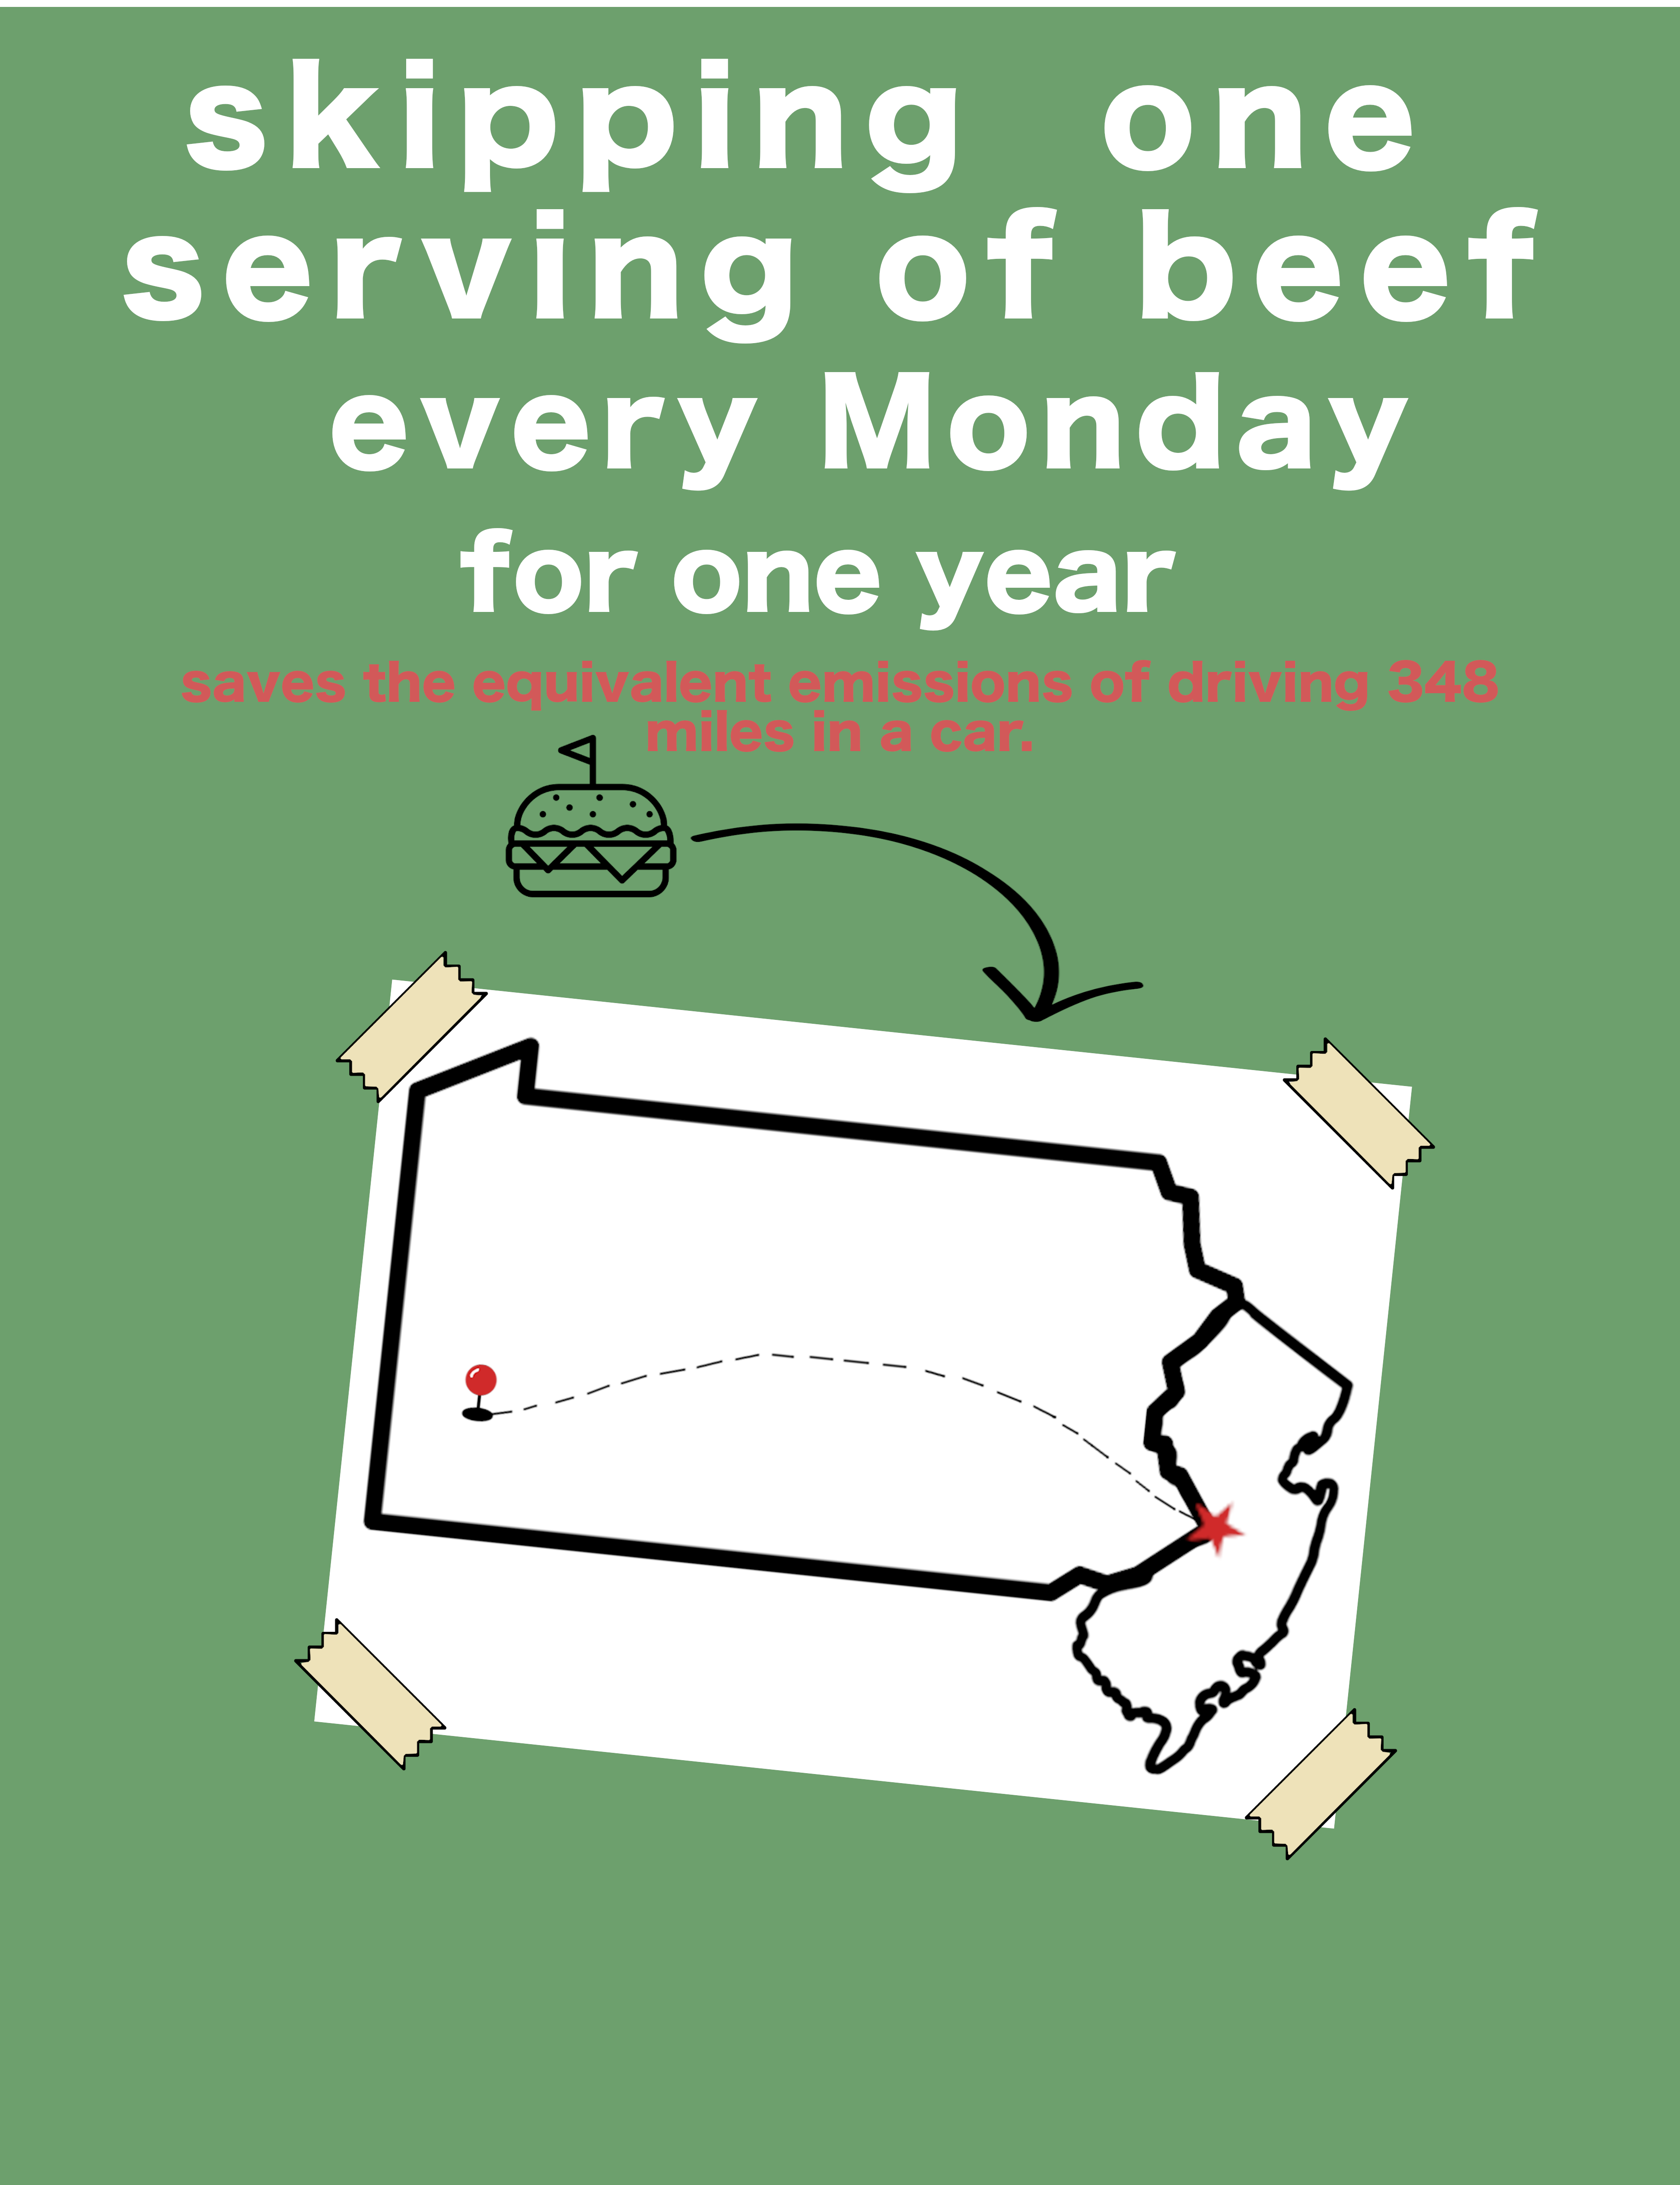 skipping one
serving of beef
every Monday
for one year
saves the equivalent emissions of driving 348
miles in a car.